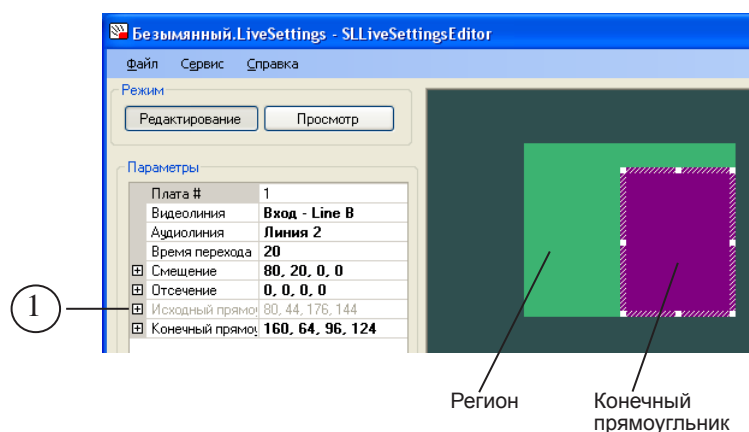 Безымянный.LiveSettings - SLLiveSettingsEditor
Файл Сервис Справка
Режим
Редактирование Просмотр
Параметры
Плата # 1
Видеолиния Вход - Line B
Аудиолиния Линия 2
Время перехода 20
Смещение 80, 20, 0, 0
Отсечение 0, 0, 0, 0
1 Исходный прямоу 80, 44, 176, 144
Конечный прямоу 160, 64, 96, 124
Регион
Конечный
прямоугльник